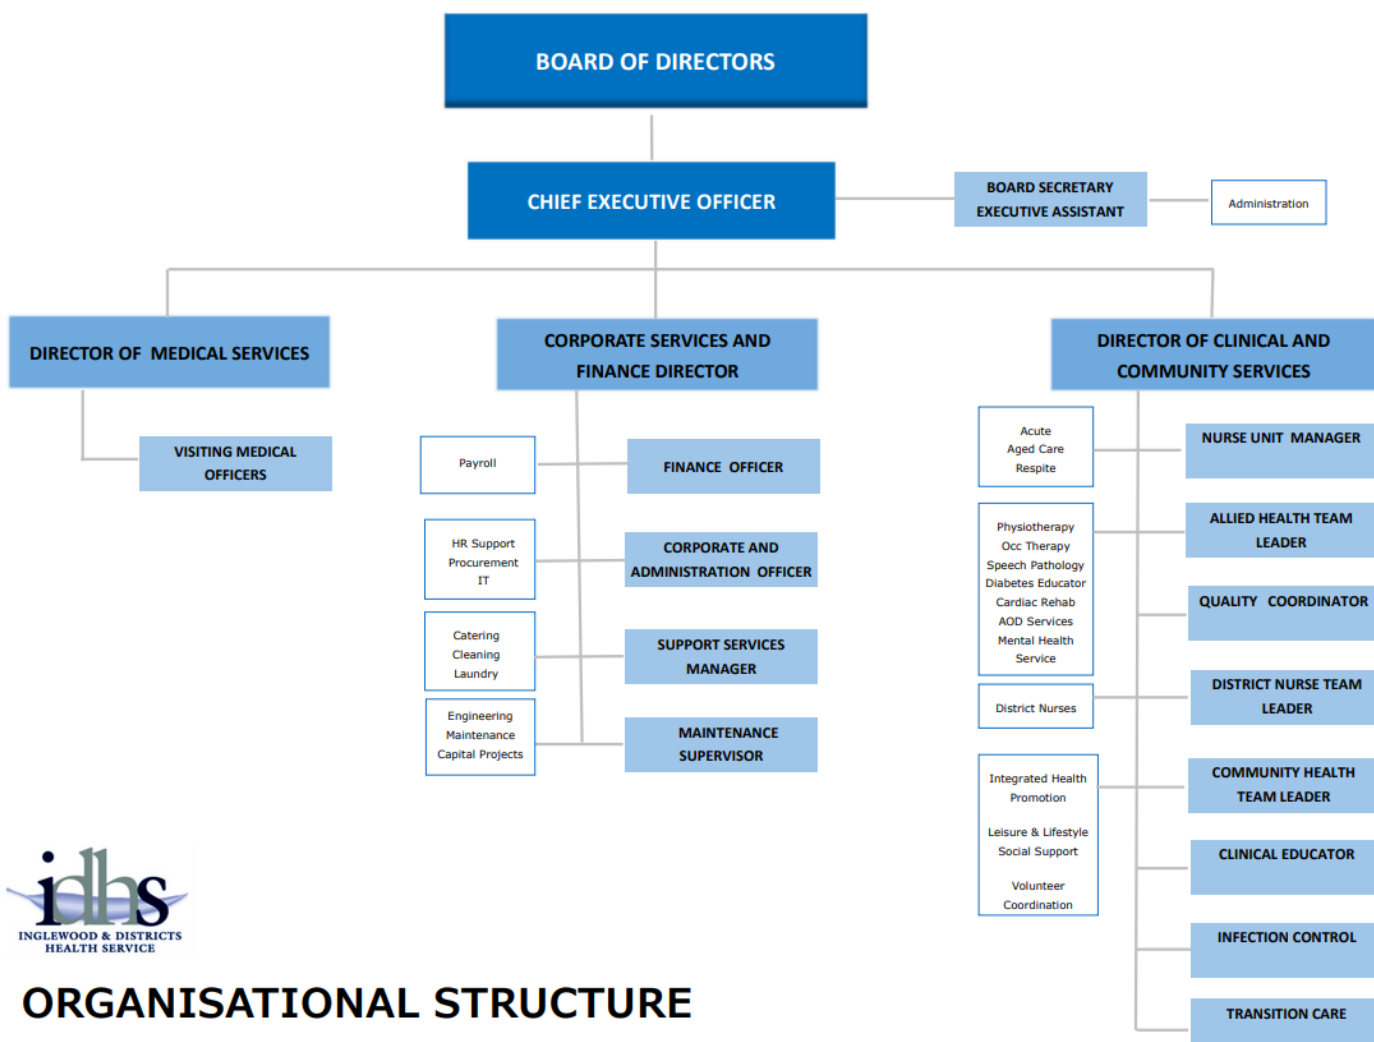 BOARD OF DIRECTORS
CHIEF EXECUTIVE OFFICER
BOARD SECRETARY
EXECUTIVE ASSISTANT
Administration
DIRECTOR OF MEDICAL SERVICES
CORPORATE SERVICES AND
FINANCE DIRECTOR
DIRECTOR OF CLINICAL AND
COMMUNITY SERVICES
VISITING MEDICAL
OFFICERS
Payroll
FINANCE OFFICER
HR Support
Procurement
IT
CORPORATE AND
ADMINISTRATION OFFICER
Catering
Cleaning
Laundry
SUPPORT SERVICES
MANAGER
Engineering
Maintenance
Capital Projects
MAINTENANCE
SUPERVISOR
Acute
Aged Care
Respite
NURSE UNIT MANAGER
Physiotherapy
Occ Therapy
Speech Pathology
Diabetes Educator
Cardiac Rehab
AOD Services
Mental Health
Service
ALLIED HEALTH TEAM
LEADER
QUALITY COORDINATOR
District Nurses
DISTRICT NURSE TEAM
LEADER
Integrated Health
Promotion
Leisure & Lifestyle
Social Support
Volunteer
Coordination
COMMUNITY HEALTH
TEAM LEADER
CLINICAL EDUCATOR
INFECTION CONTROL
TRANSITION CARE
idhs
INGLEWOOD & DISTRICTS
HEALTH SERVICE
ORGANISATIONAL STRUCTURE